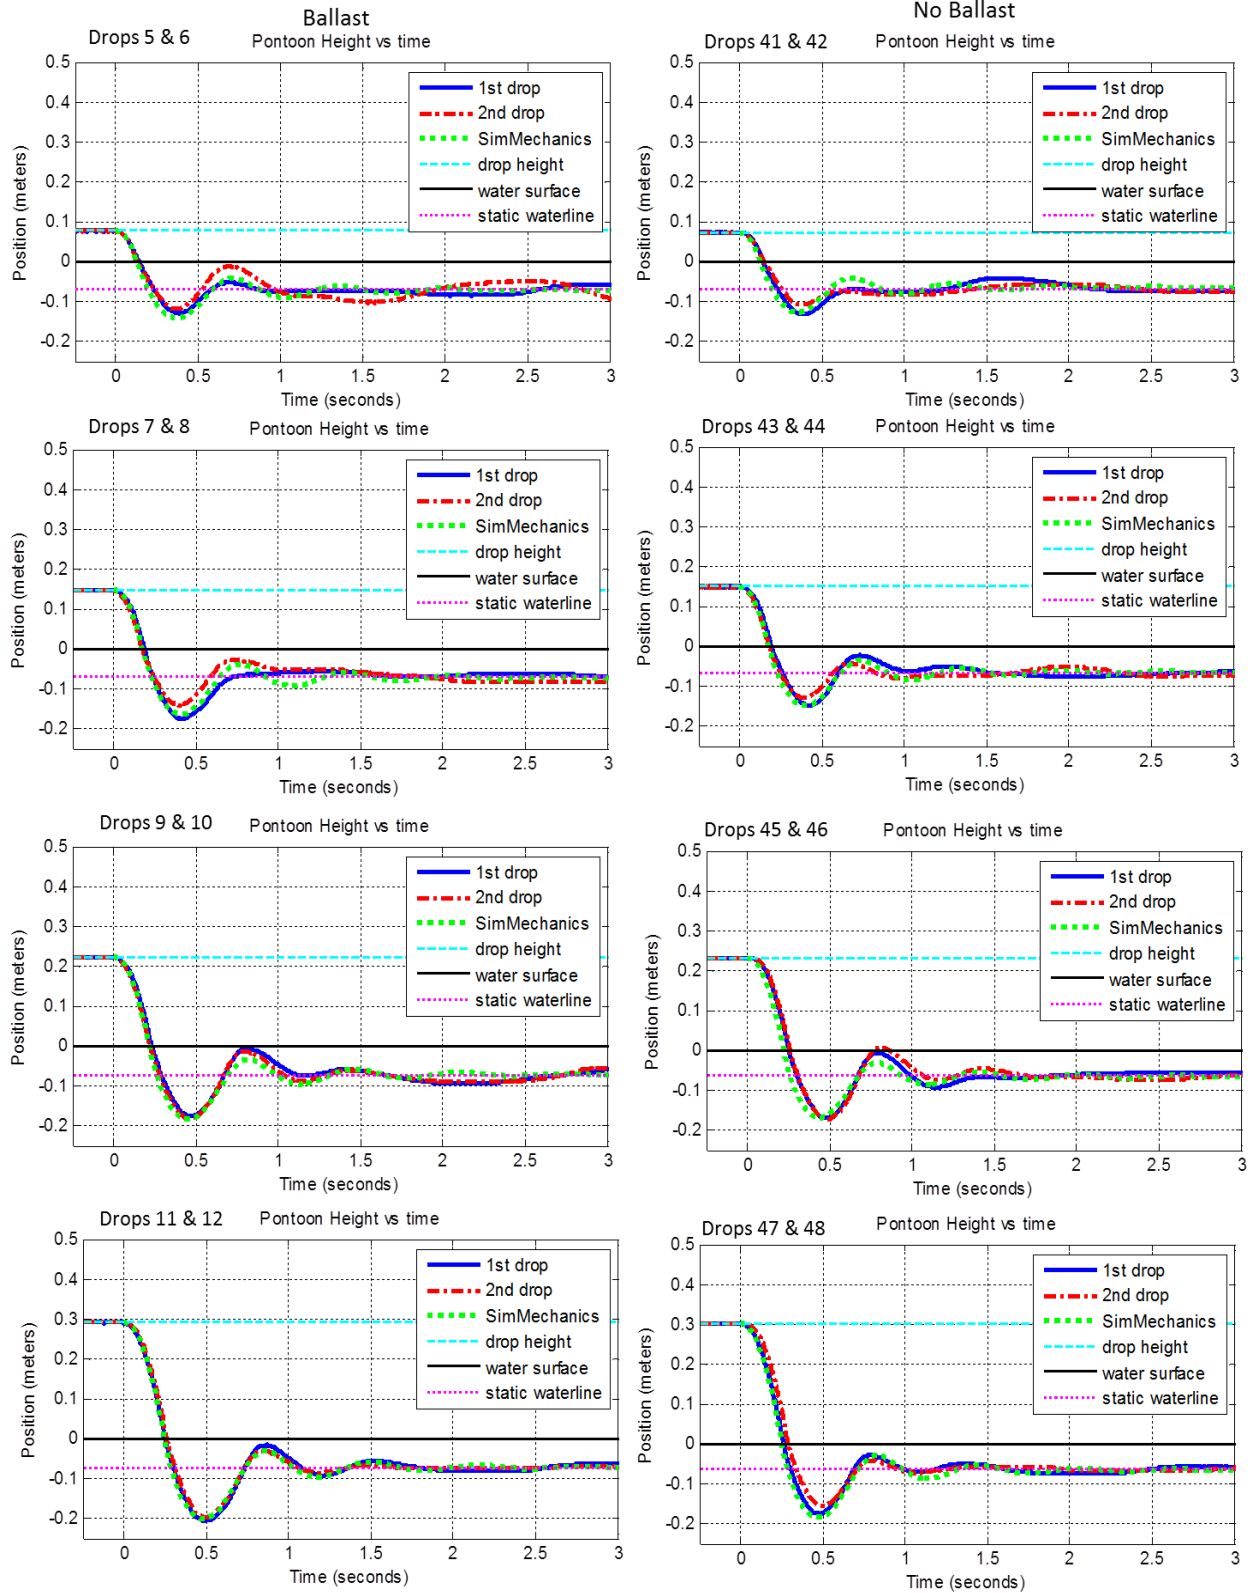 Ballast
No Ballast
Drops 5 & 6
Pontoon Height vs time
0.5
0.4
0.3
0.2
0.1
0
-0.1
-0.2
Position (meters)
1st drop
2nd drop
SimMechanics
drop height
water surface
static waterline
0
0.5
1
1.5
2
2.5
3
Time (seconds)
Drops 41 & 42
Pontoon Height vs time
0.5
0.4
0.3
0.2
0.1
0
-0.1
-0.2
Position (meters)
1st drop
2nd drop
SimMechanics
drop height
water surface
static waterline
0
0.5
1
1.5
2
2.5
3
Time (seconds)
Drops 7 & 8
Pontoon Height vs time
0.5
0.4
0.3
0.2
0.1
0
-0.1
-0.2
Position (meters)
1st drop
2nd drop
SimMechanics
drop height
water surface
static waterline
0
0.5
1
1.5
2
2.5
3
Time (seconds)
Drops 43 & 44
Pontoon Height vs time
0.5
0.4
0.3
0.2
0.1
0
-0.1
-0.2
Position (meters)
1st drop
2nd drop
SimMechanics
drop height
water surface
static waterline
0
0.5
1
1.5
2
2.5
3
Time (seconds)
Drops 9 & 10
Pontoon Height vs time
0.5
0.4
0.3
0.2
0.1
0
-0.1
-0.2
Position (meters)
1st drop
2nd drop
SimMechanics
drop height
water surface
static waterline
0
0.5
1
1.5
2
2.5
3
Time (seconds)
Drops 45 & 46
Pontoon Height vs time
0.5
0.4
0.3
0.2
0.1
0
-0.1
-0.2
Position (meters)
1st drop
2nd drop
SimMechanics
drop height
water surface
static waterline
0
0.5
1
1.5
2
2.5
3
Time (seconds)
Drops 11 & 12
Pontoon Height vs time
0.5
0.4
0.3
0.2
0.1
0
-0.1
-0.2
Position (meters)
1st drop
2nd drop
SimMechanics
drop height
water surface
static waterline
0
0.5
1
1.5
2
2.5
3
Time (seconds)
Drops 47 & 48
Pontoon Height vs time
0.5
0.4
0.3
0.2
0.1
0
-0.1
-0.2
Position (meters)
1st drop
2nd drop
SimMechanics
drop height
water surface
static waterline
0
0.5
1
1.5
2
2.5
3
Time (seconds)